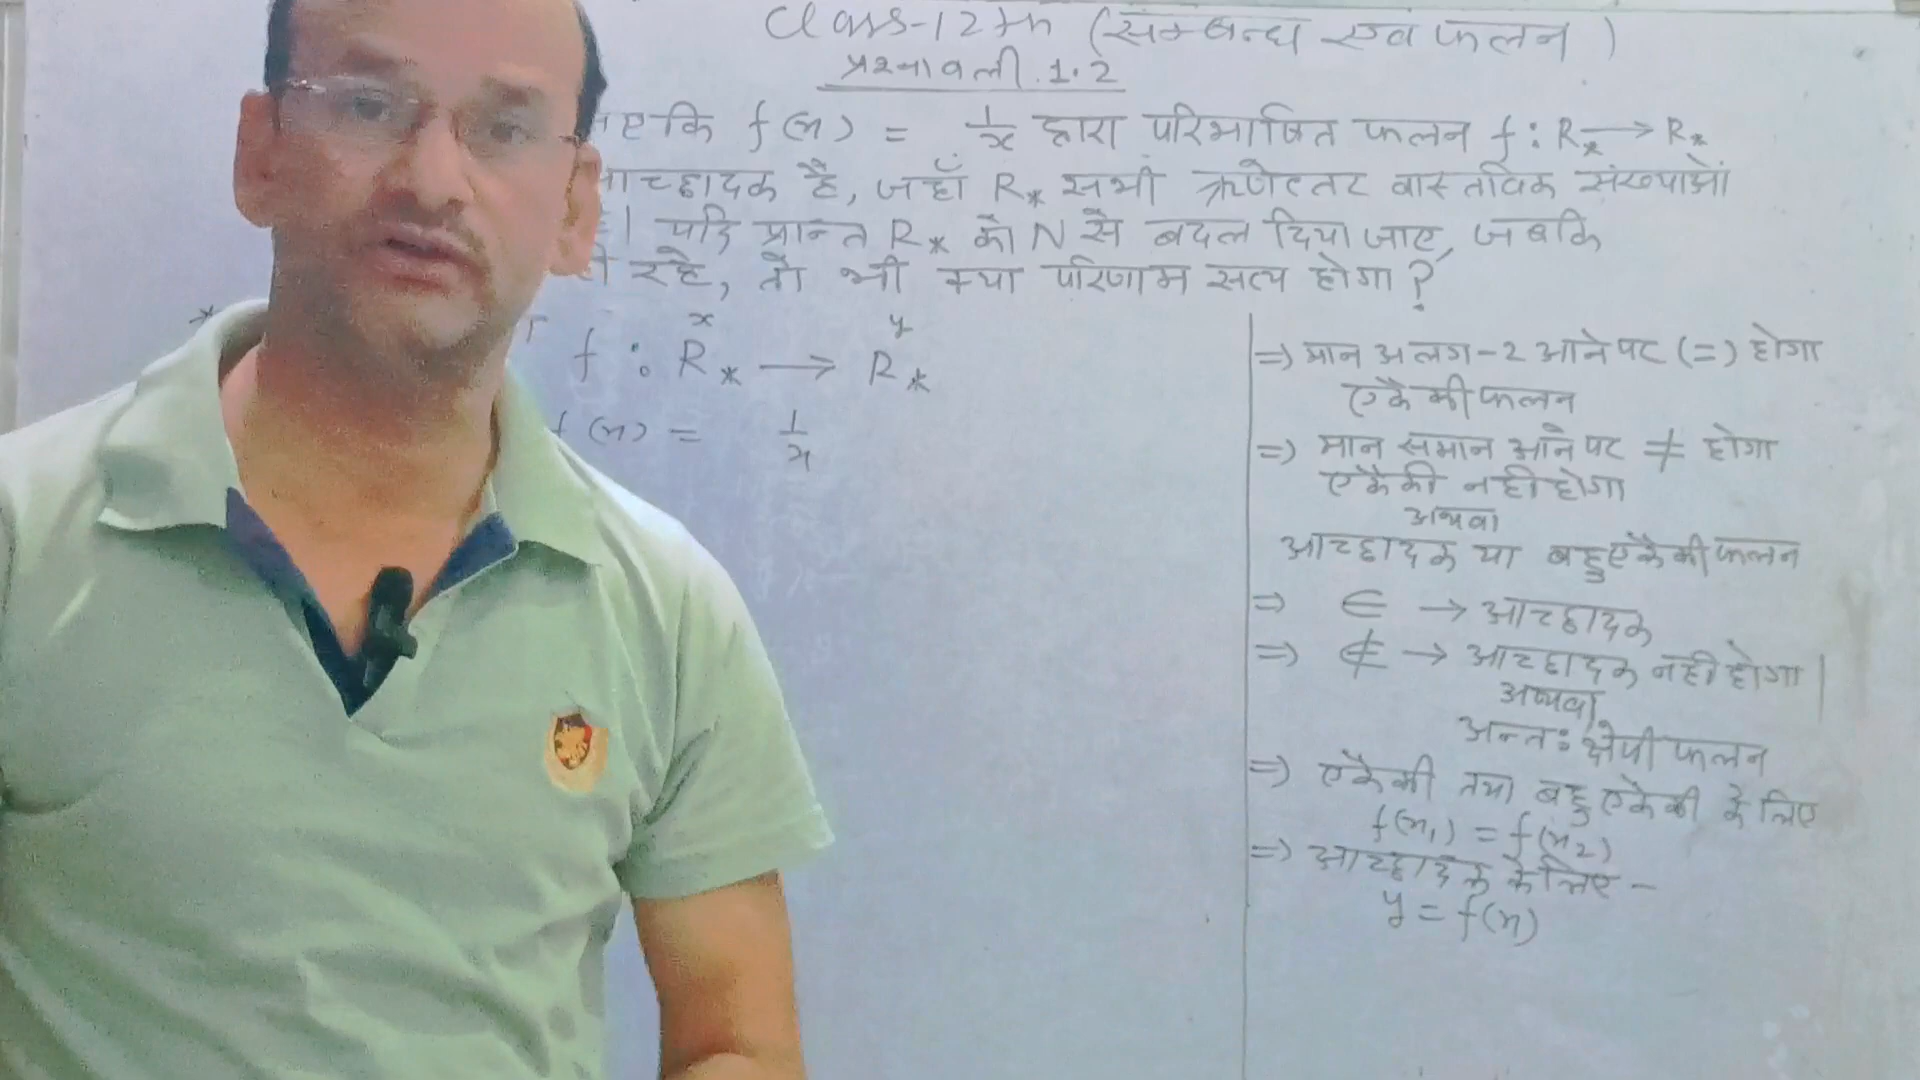 Class-12th (सम्बन्ध एवं फलन)
प्रश्नावली. 1.2
कि f(x) = 1/x द्वारा परिभाषित फलन f : R* → R*
आच्छादक है, जहाँ R* सभी ऋणेत्तर वास्तविक संख्याओं
है। यदि प्रान्त R* को N से बदल दिया जाए, जबकि
रहे, तो भी क्या परिणाम सत्य होगा?
x y
f : R* → R*
f(x) = 1/x
⇒ मान अलग-2 आने पर (=) होगा
एकैकी फलन
⇒ मान समान आने पर ≠ होगा
एकैकी नही होगा
अथवा
आच्छादक या बहुएकैकी फलन
⇒ ∈ → आच्छादक
⇒ ∉ → आच्छादक नही होगा।
अथवा
अन्तः क्षेपी फलन
⇒ एकैकी तथा बहुएकैकी के लिए
f(x₁) = f(x₂)
⇒ आच्छादक के लिए -
y = f(x)